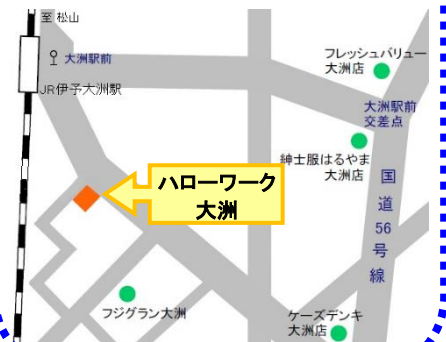 至 松山
大洲駅前
JR伊予大洲駅
フレッシュバリュー
大洲店
大洲駅前
交差点
紳士服はるやま
大洲店
ハローワーク
大洲
国道56号線
フジグラン大洲
ケーズデンキ
大洲店